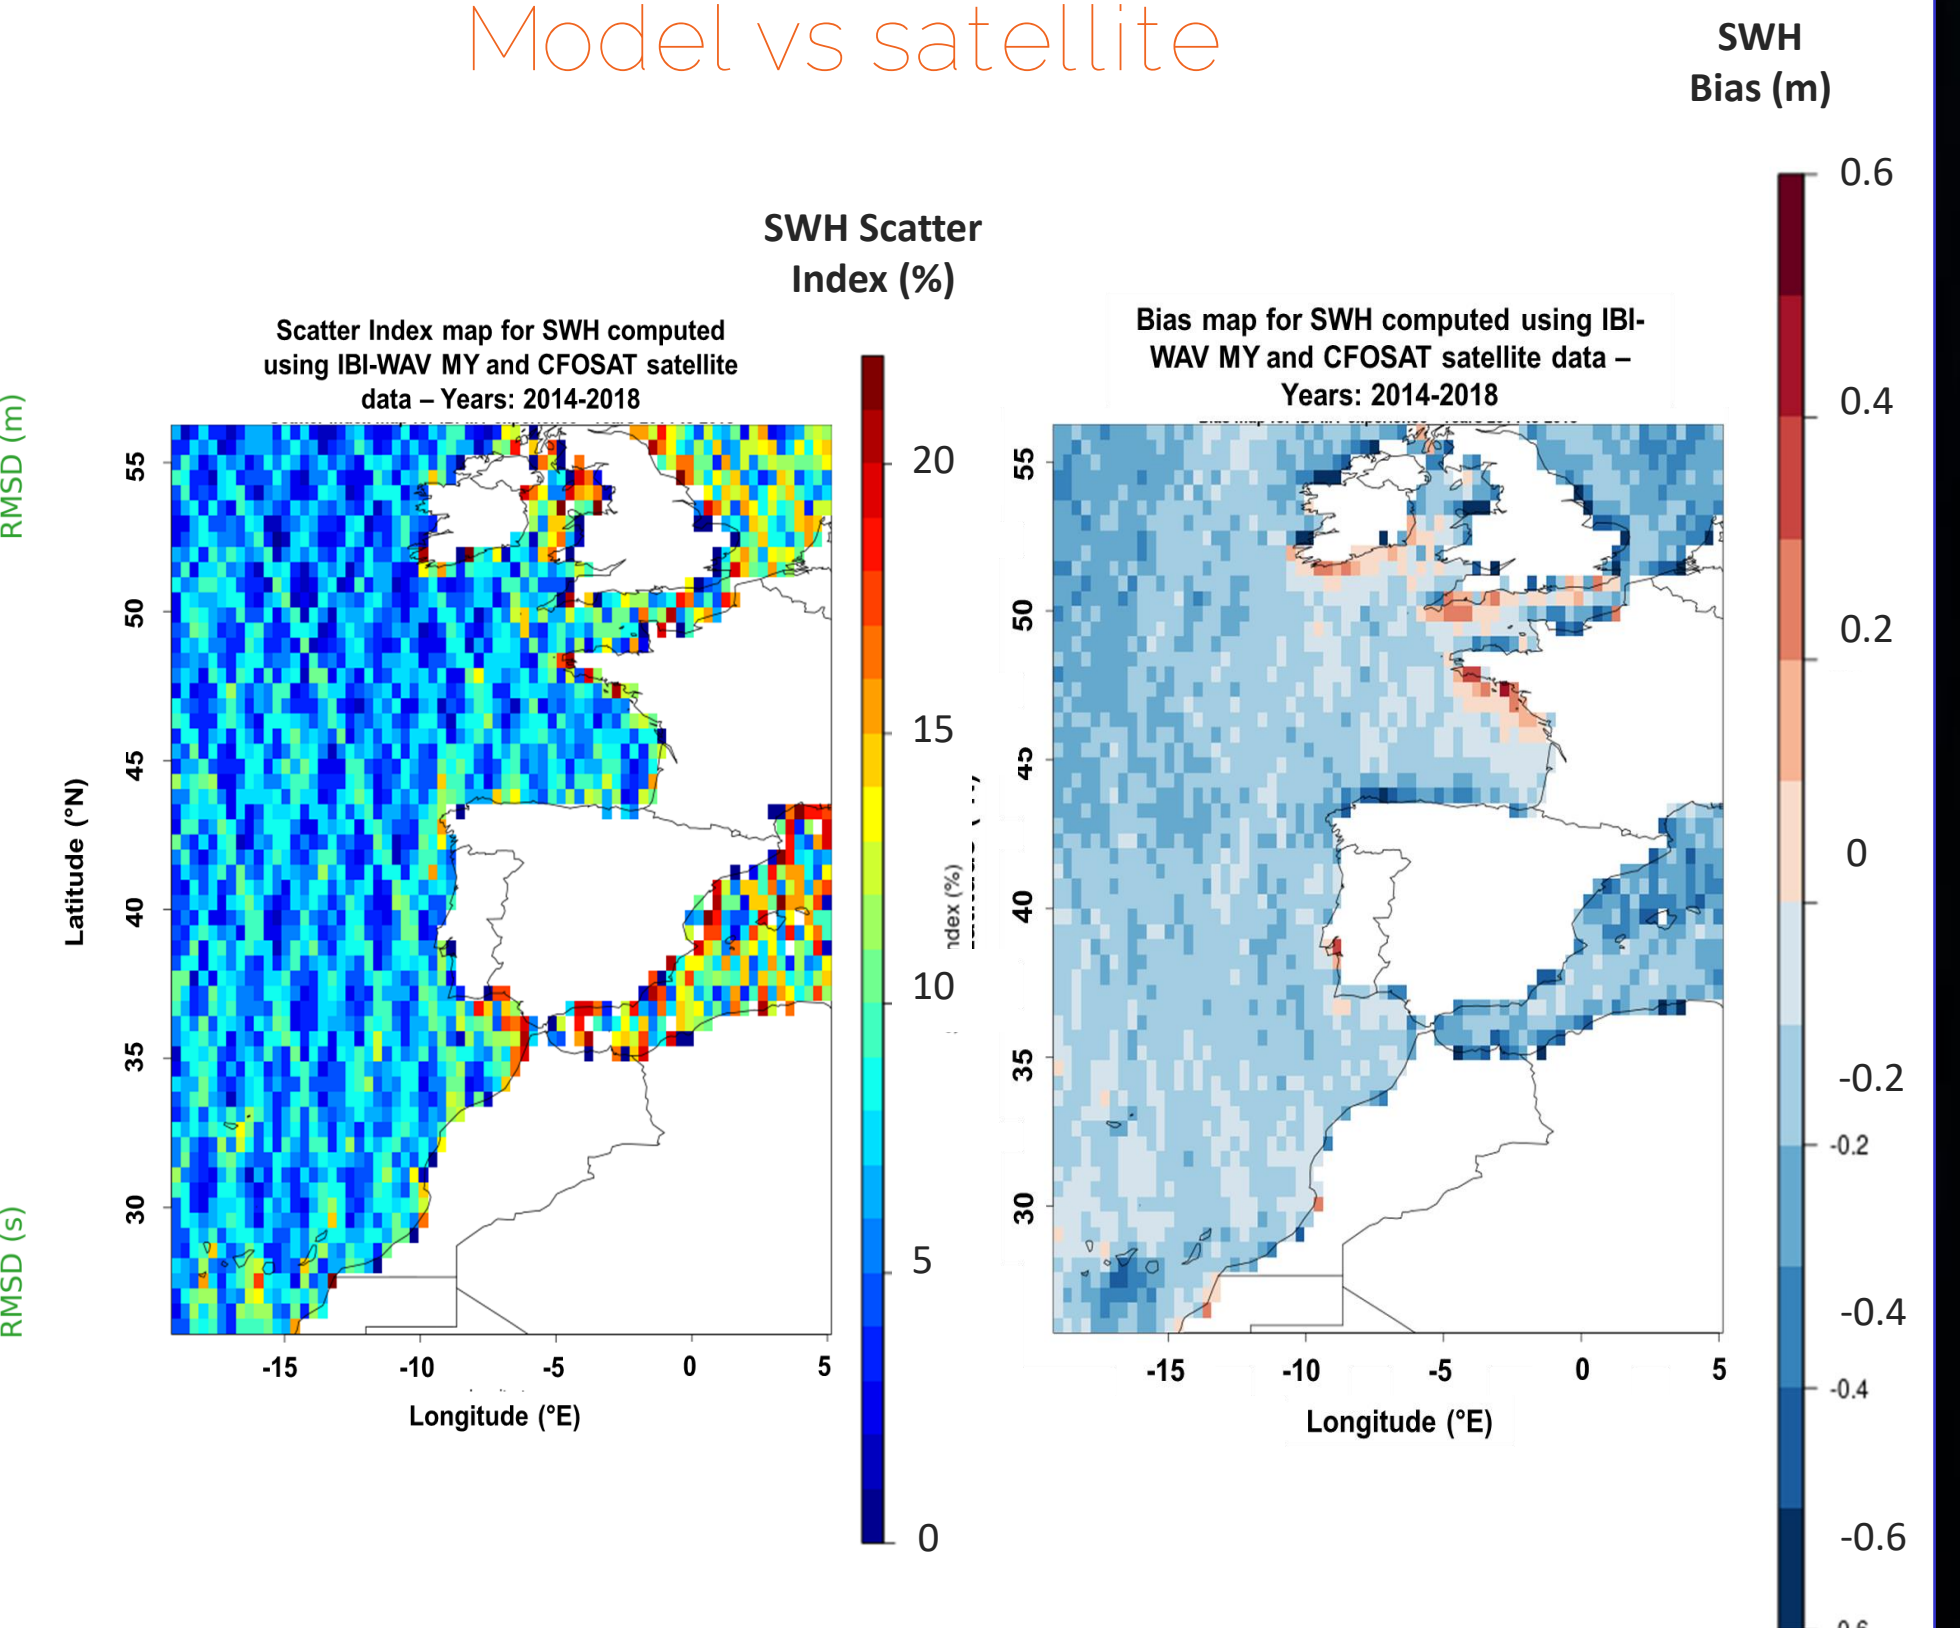 Model vs satellite
SWH
Bias (m)
0.6
0.4
0.2
0
-0.2
-0.2
-0.4
-0.4
-0.6
SWH Scatter
Index (%)
Scatter Index map for SWH computed
using IBI-WAV MY and CFOSAT satellite
data – Years: 2014-2018
20
15
10
5
0
ndex (%)
RMSD (m)
RMSD (s)
Latitude (°N)
55
50
45
40
35
30
-15
-10
-5
0
5
Longitude (°E)
Bias map for SWH computed using IBI-
WAV MY and CFOSAT satellite data –
Years: 2014-2018
55
50
45
40
35
30
-15
-10
-5
0
5
Longitude (°E)